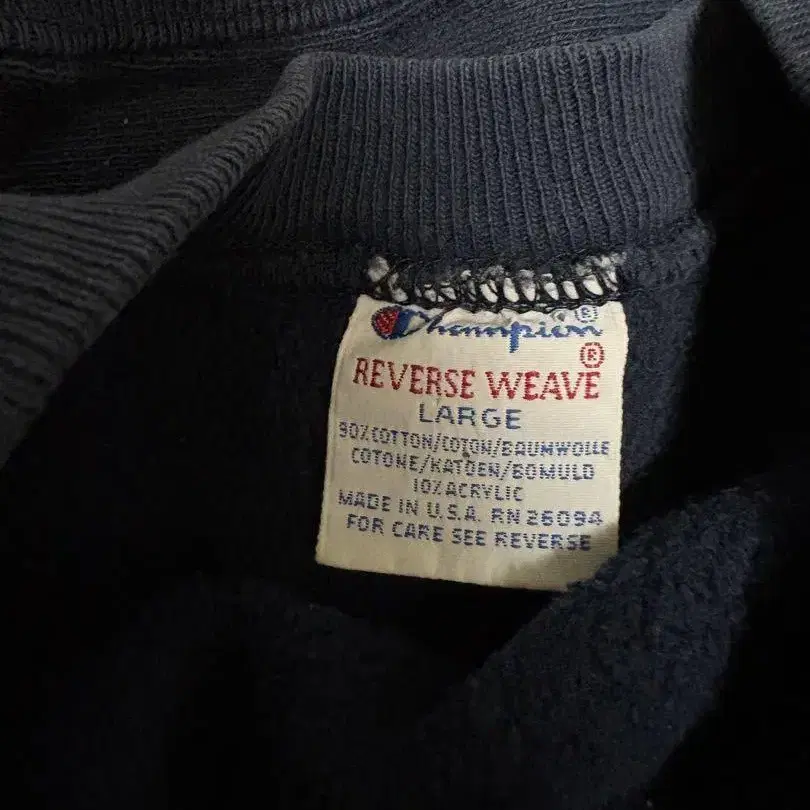 Champion®
REVERSE WEAVE®
LARGE
90% COTTON/COTON/BAUMWOLLE
COTONE/KATOEN/BOMULD
10% ACRYLIC
MADE IN U.S.A. RN 26094
FOR CARE SEE REVERSE